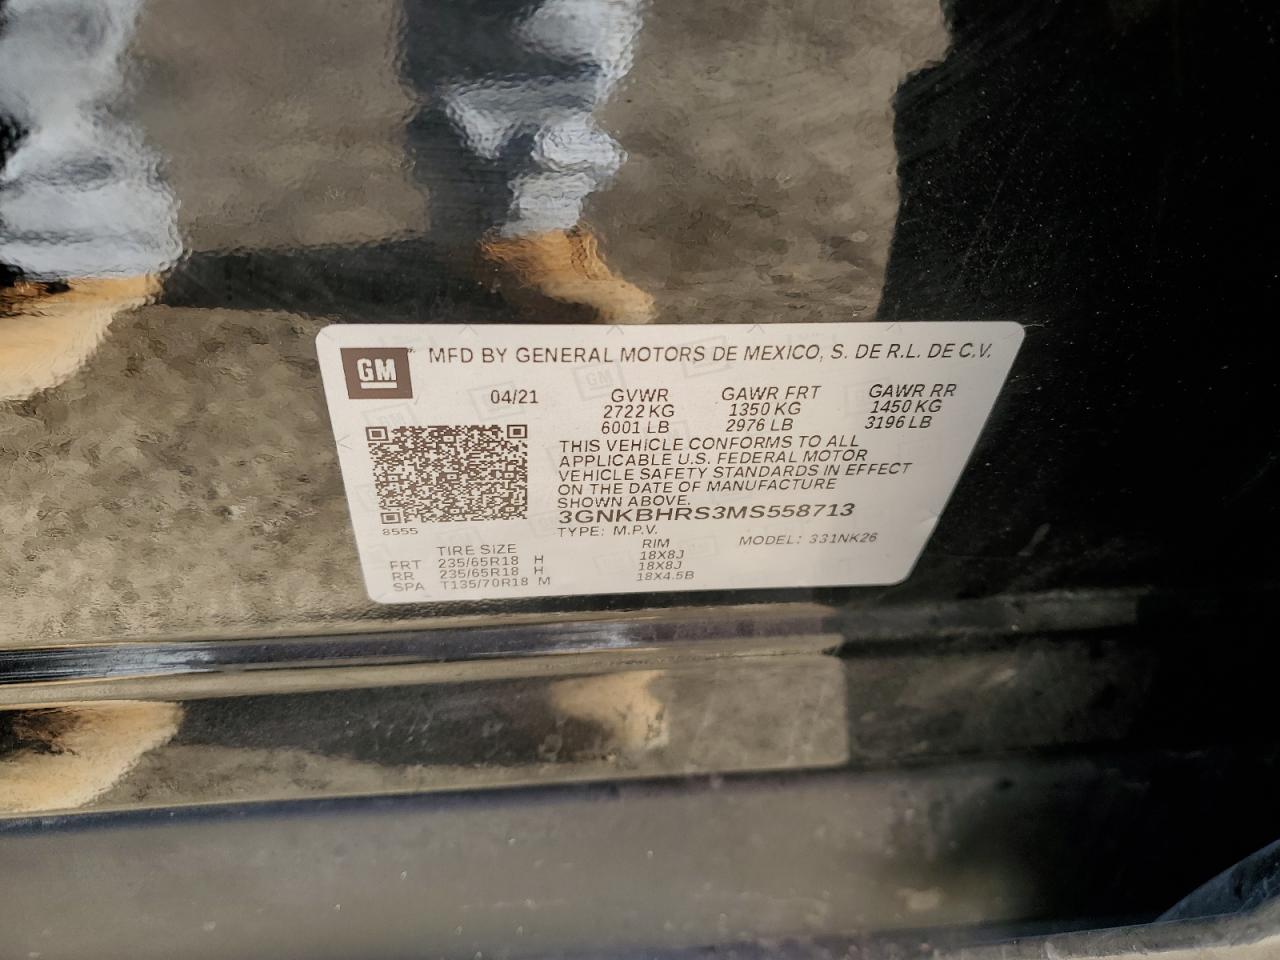 GM MFD BY GENERAL MOTORS DE MEXICO, S. DE R.L. DE C.V.
04/21 GVWR GAWR FRT GAWR RR
2722 KG 1350 KG 1450 KG
6001 LB 2976 LB 3196 LB
THIS VEHICLE CONFORMS TO ALL
APPLICABLE U.S. FEDERAL MOTOR
VEHICLE SAFETY STANDARDS IN EFFECT
ON THE DATE OF MANUFACTURE
SHOWN ABOVE.
3GNKBHRS3MS558713
8555
TYPE: M.P.V. MODEL: 331NK26
TIRE SIZE RIM
FRT 235/65R18 H 18X8J
RR 235/65R18 H 18X8J
SPA T135/70R18 M 18X4.5B